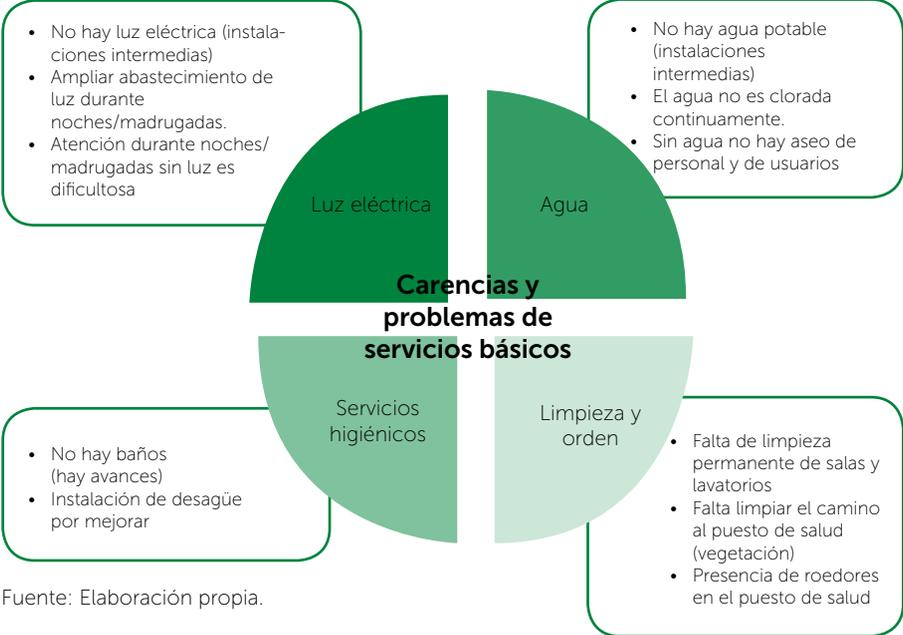 • No hay luz eléctrica (instala-
ciones intermedias)
• Ampliar abastecimiento de
luz durante
noches/madrugadas.
• Atención durante noches/
madrugadas sin luz es
dificultosa
• No hay agua potable
(instalaciones
intermedias)
• El agua no es clorada
continuamente.
• Sin agua no hay aseo de
personal y de usuarios
Luz eléctrica
Agua
Carencias y
problemas de
servicios básicos
Servicios
higiénicos
Limpieza y
orden
• No hay baños
(hay avances)
• Instalación de desagüe
por mejorar
• Falta de limpieza
permanente de salas y
lavatorios
• Falta limpiar el camino
al puesto de salud
(vegetación)
• Presencia de roedores
en el puesto de salud
Fuente: Elaboración propia.